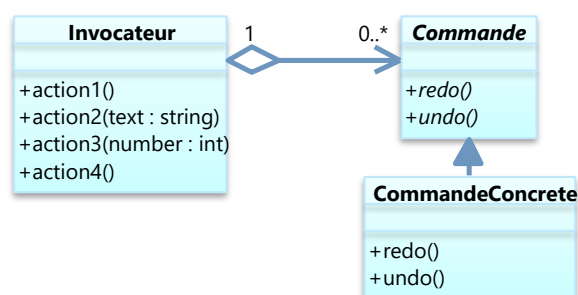 Invocateur
+action1()
+action2(text : string)
+action3(number : int)
+action4()
1
0..*
Commande
+redo()
+undo()
CommandeConcrete
+redo()
+undo()